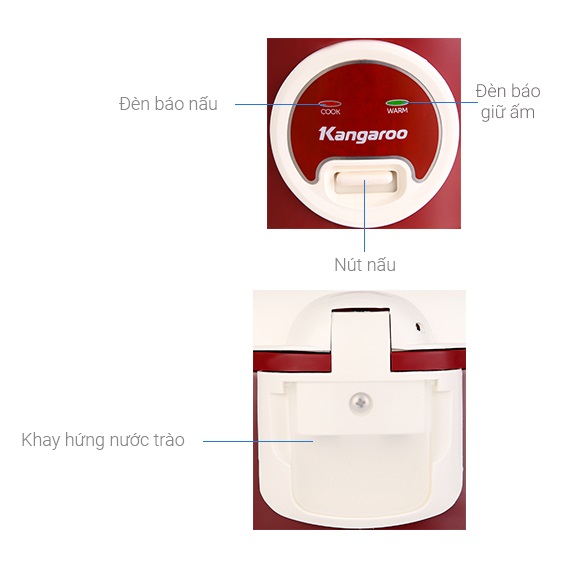 Đèn báo nấu
Đèn báo
giữ ấm
COOK
WARM
Kangaroo
Nút nấu
Khay hứng nước trào